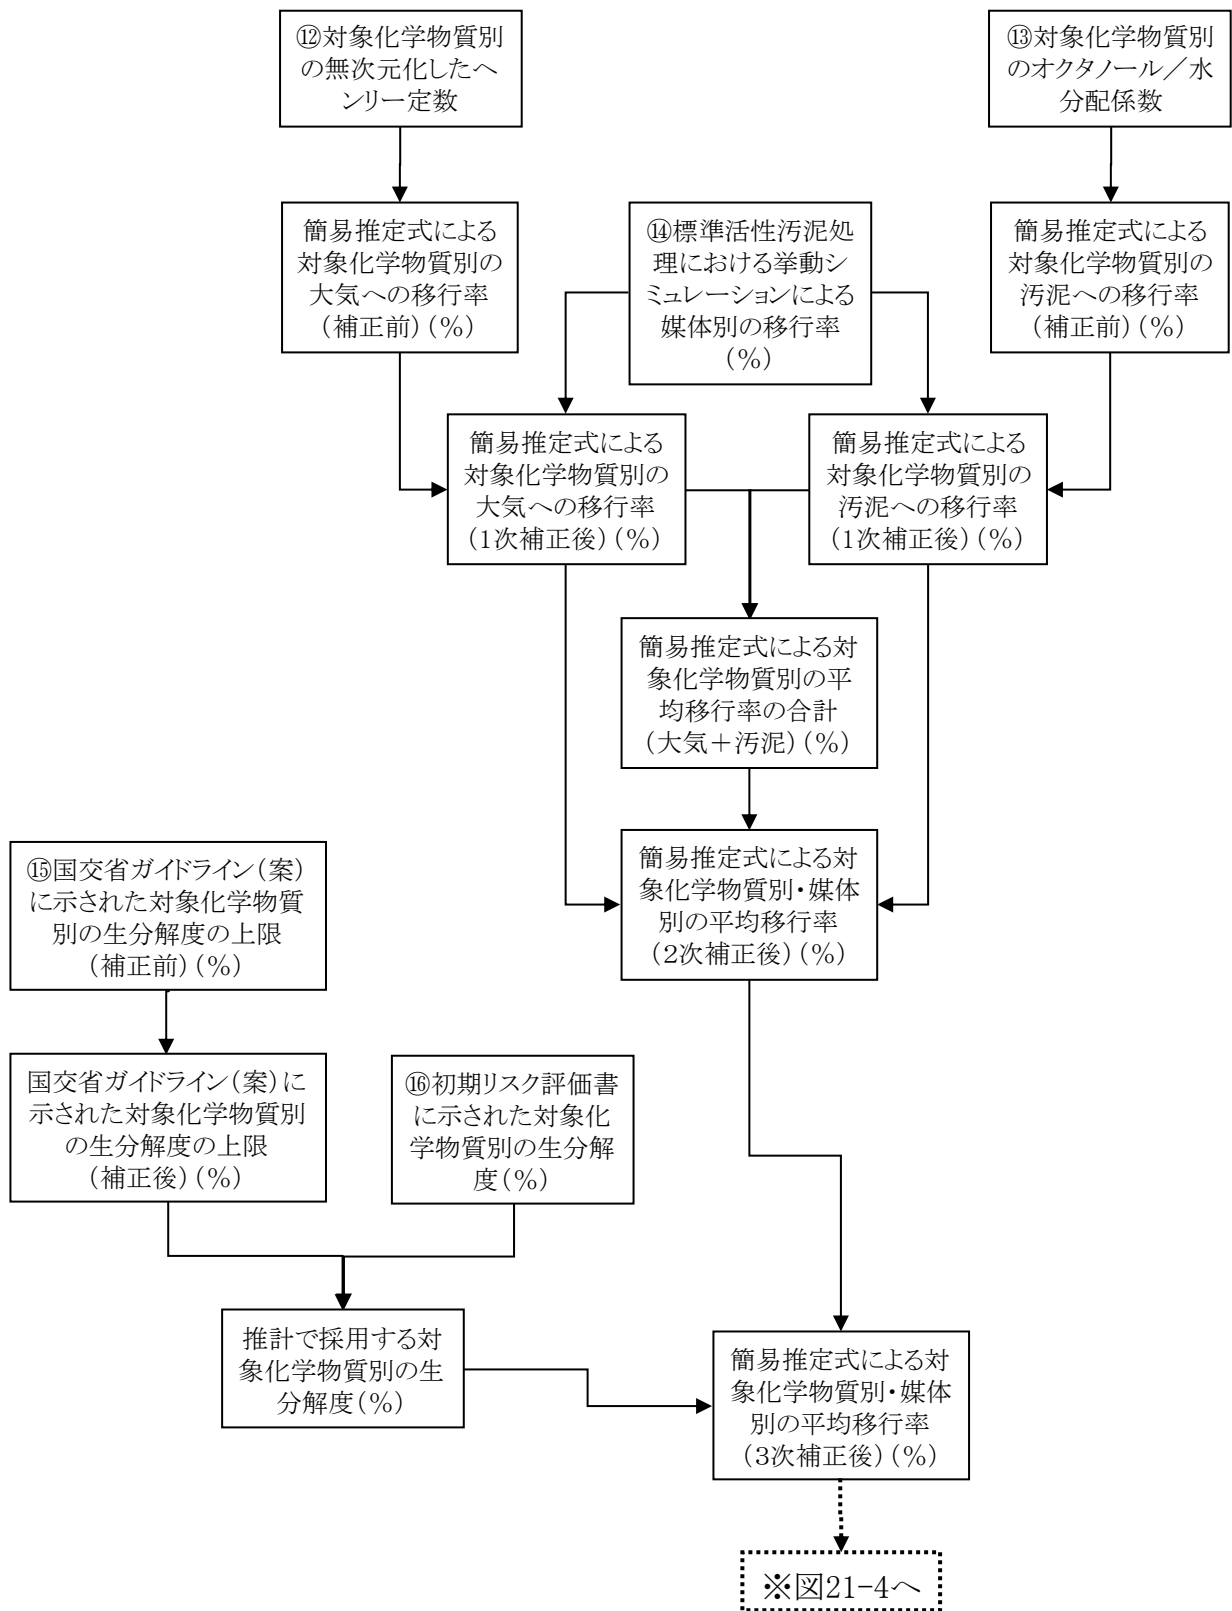 ⑫対象化学物質別
の無次元化したヘ
ンリー定数
⑬対象化学物質別
のオクタノール／水
分配係数
簡易推定式による
対象化学物質別の
大気への移行率
（補正前）（％）
⑭標準活性汚泥処
理における挙動シ
ミュレーションによる
媒体別の移行率
（％）
簡易推定式による
対象化学物質別の
汚泥への移行率
（補正前）（％）
簡易推定式による
対象化学物質別の
大気への移行率
（1次補正後）（％）
簡易推定式による
対象化学物質別の
汚泥への移行率
（1次補正後）（％）
簡易推定式による対
象化学物質別の平
均移行率の合計
（大気＋汚泥）（％）
簡易推定式による対
象化学物質別・媒体
別の平均移行率
（２次補正後）（％）
⑮国交省ガイドライン（案）
に示された対象化学物質
別の生分解度の上限
（補正前）（％）
国交省ガイドライン（案）に
示された対象化学物質別
の生分解度の上限
（補正後）（％）
⑯初期リスク評価書
に示された対象化
学物質別の生分解
度（％）
推計で採用する対
象化学物質別の生
分解度（％）
簡易推定式による対
象化学物質別・媒体
別の平均移行率
（３次補正後）（％）
※図21-4へ